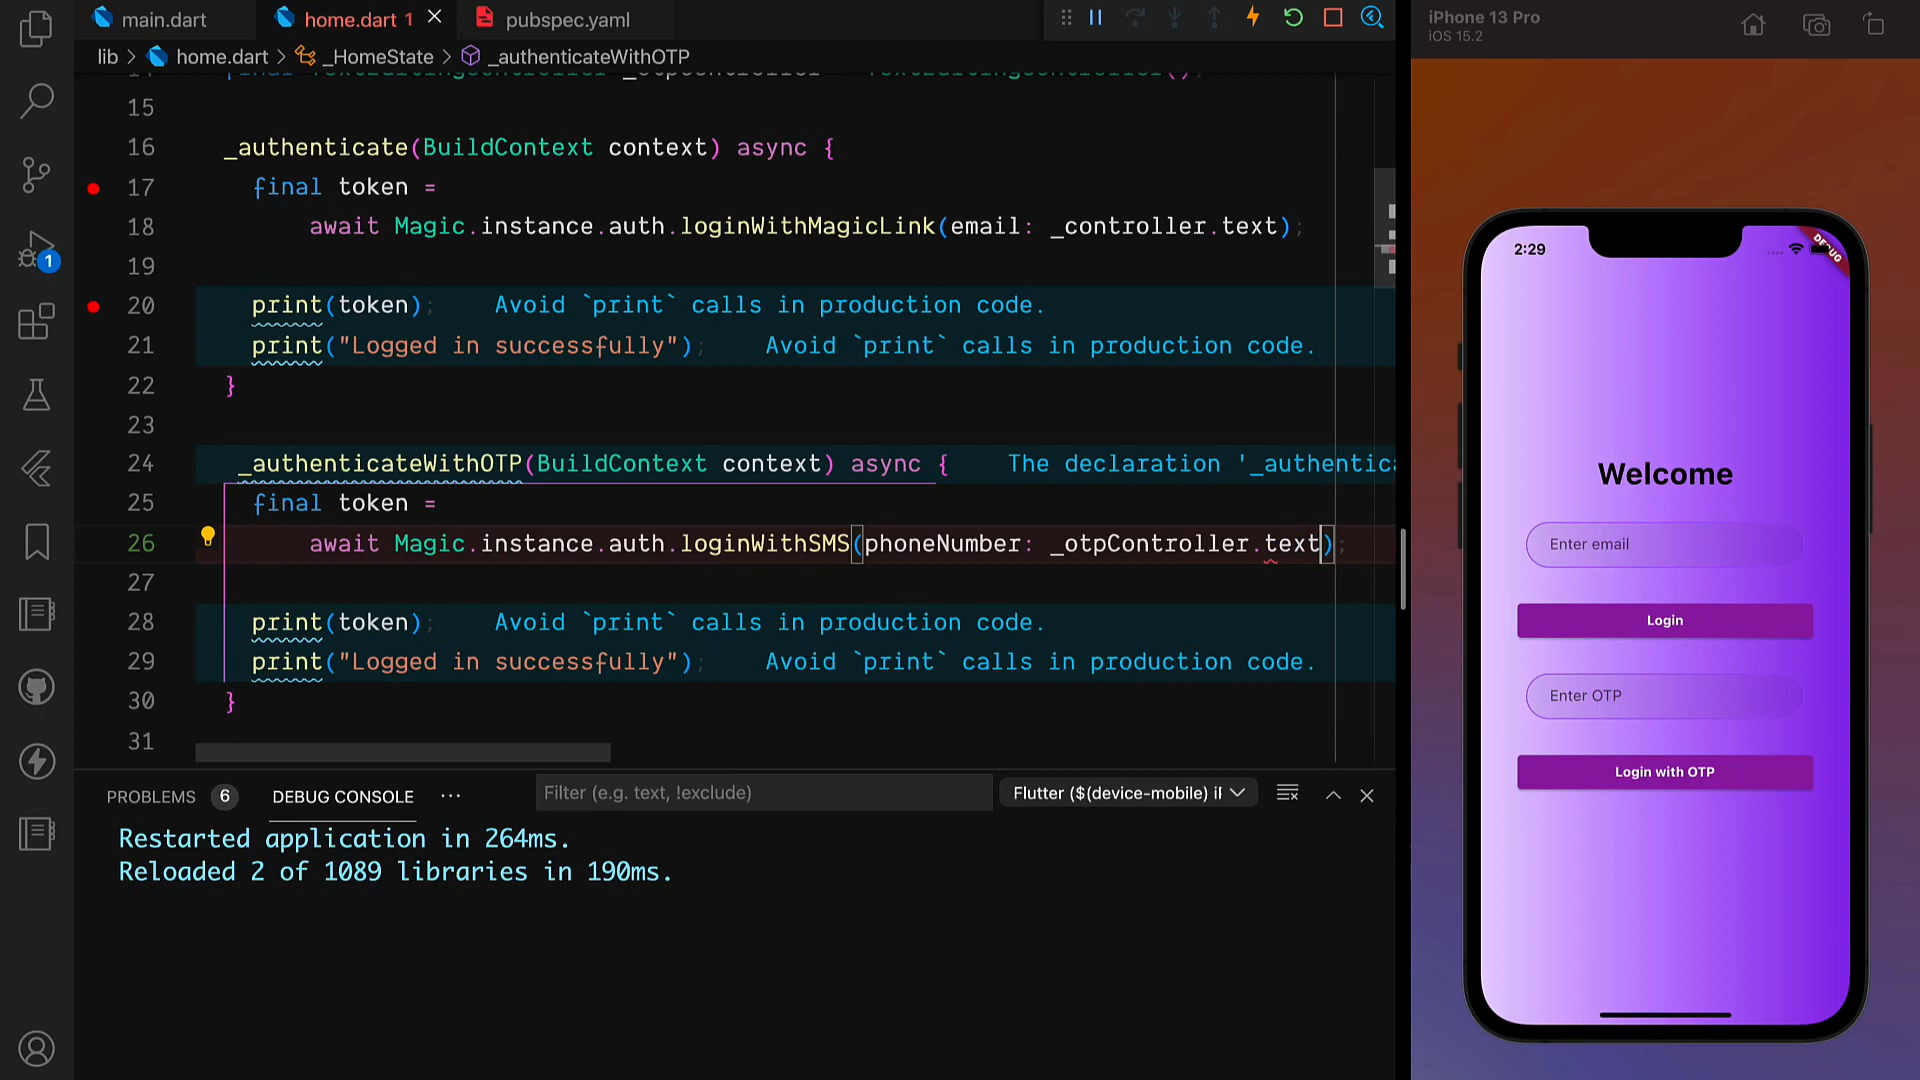 main.dart
home.dart 1
pubspec.yaml
lib > home.dart > _HomeState > _authenticateWithOTP
15
16 _authenticate(BuildContext context) async {
17 final token =
18 await Magic.instance.auth.loginWithMagicLink(email: _controller.text);
19
20 print(token); Avoid `print` calls in production code.
21 print("Logged in successfully"); Avoid `print` calls in production code.
22 }
23
24 _authenticateWithOTP(BuildContext context) async { The declaration '_authentica
25 final token =
26 await Magic.instance.auth.loginWithSMS(phoneNumber: _otpController.text);
27
28 print(token); Avoid `print` calls in production code.
29 print("Logged in successfully"); Avoid `print` calls in production code.
30 }
31
1
PROBLEMS 6 DEBUG CONSOLE ···
Filter (e.g. text, !exclude)
Flutter ($(device-mobile) iF
Restarted application in 264ms.
Reloaded 2 of 1089 libraries in 190ms.
iPhone 13 Pro
iOS 15.2
2:29
Welcome
Enter email
Login
Enter OTP
Login with OTP